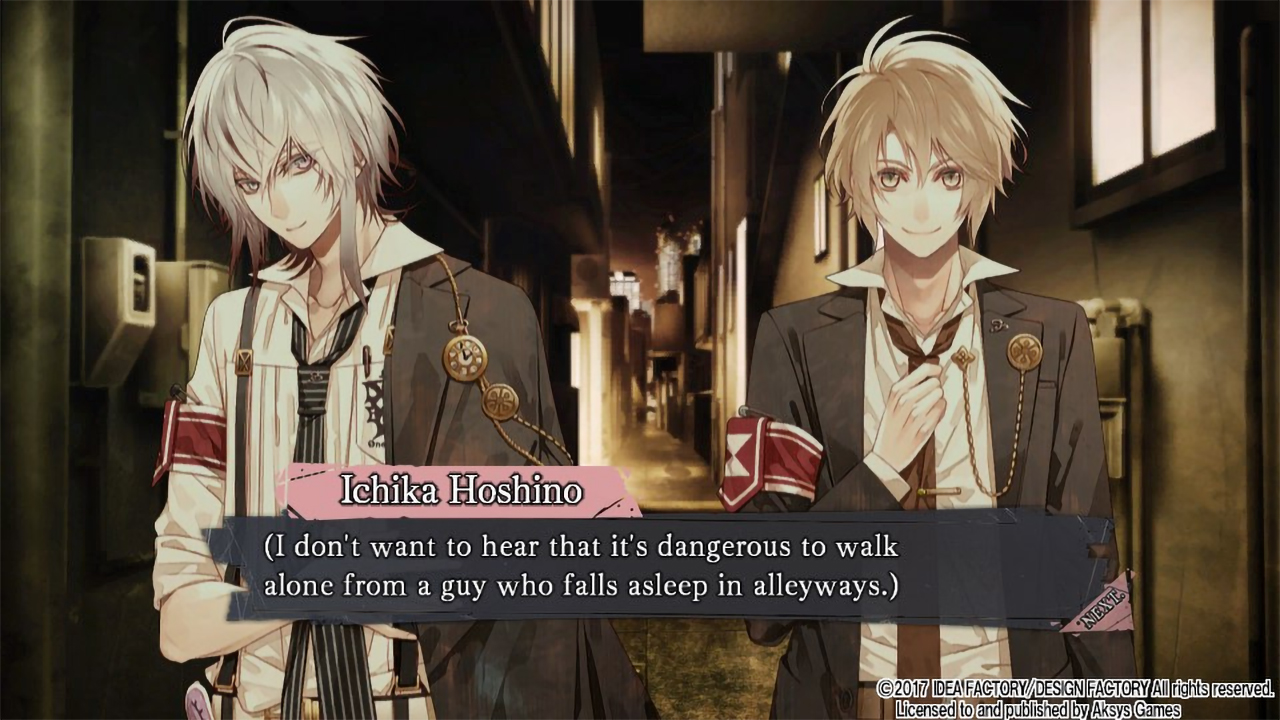 Ichika Hoshino
(I don't want to hear that it's dangerous to walk
alone from a guy who falls asleep in alleyways.)
NEXT
©2017 IDEA FACTORY/DESIGN FACTORY All rights reserved.
Licensed to and published by Aksys Games